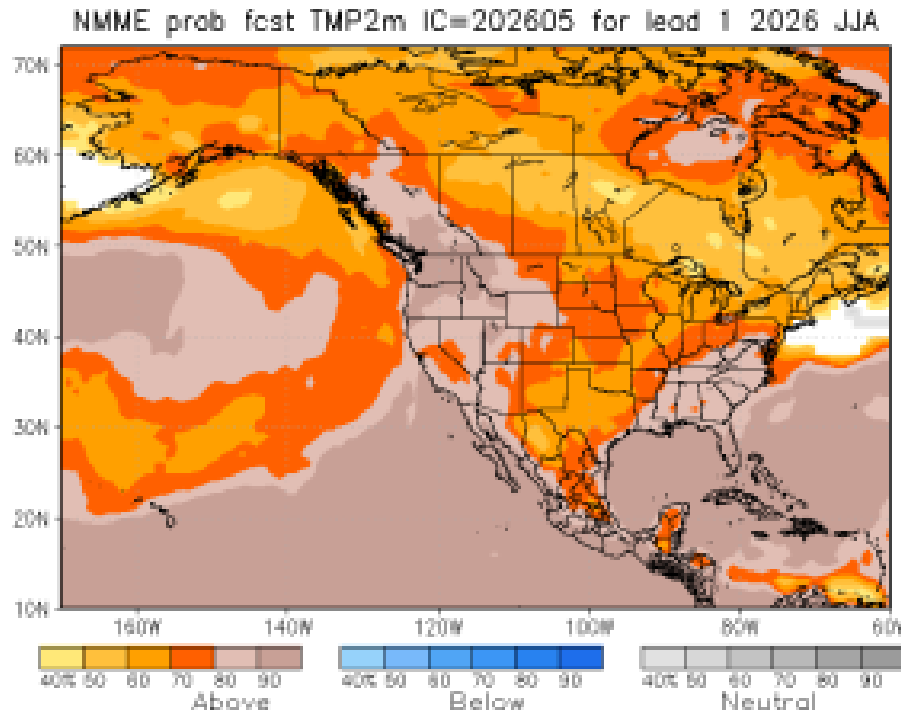 NMME prob fcst TMP2m IC=202605 for lead 1 2026 JJA
70N
60N
50N
40N
30N
20N
10N
160W 140W 120W 100W 80W 60W
40% 50 60 70 80 90 40% 50 60 70 80 90 40% 50 60 70 80 90
Above Below Neutral